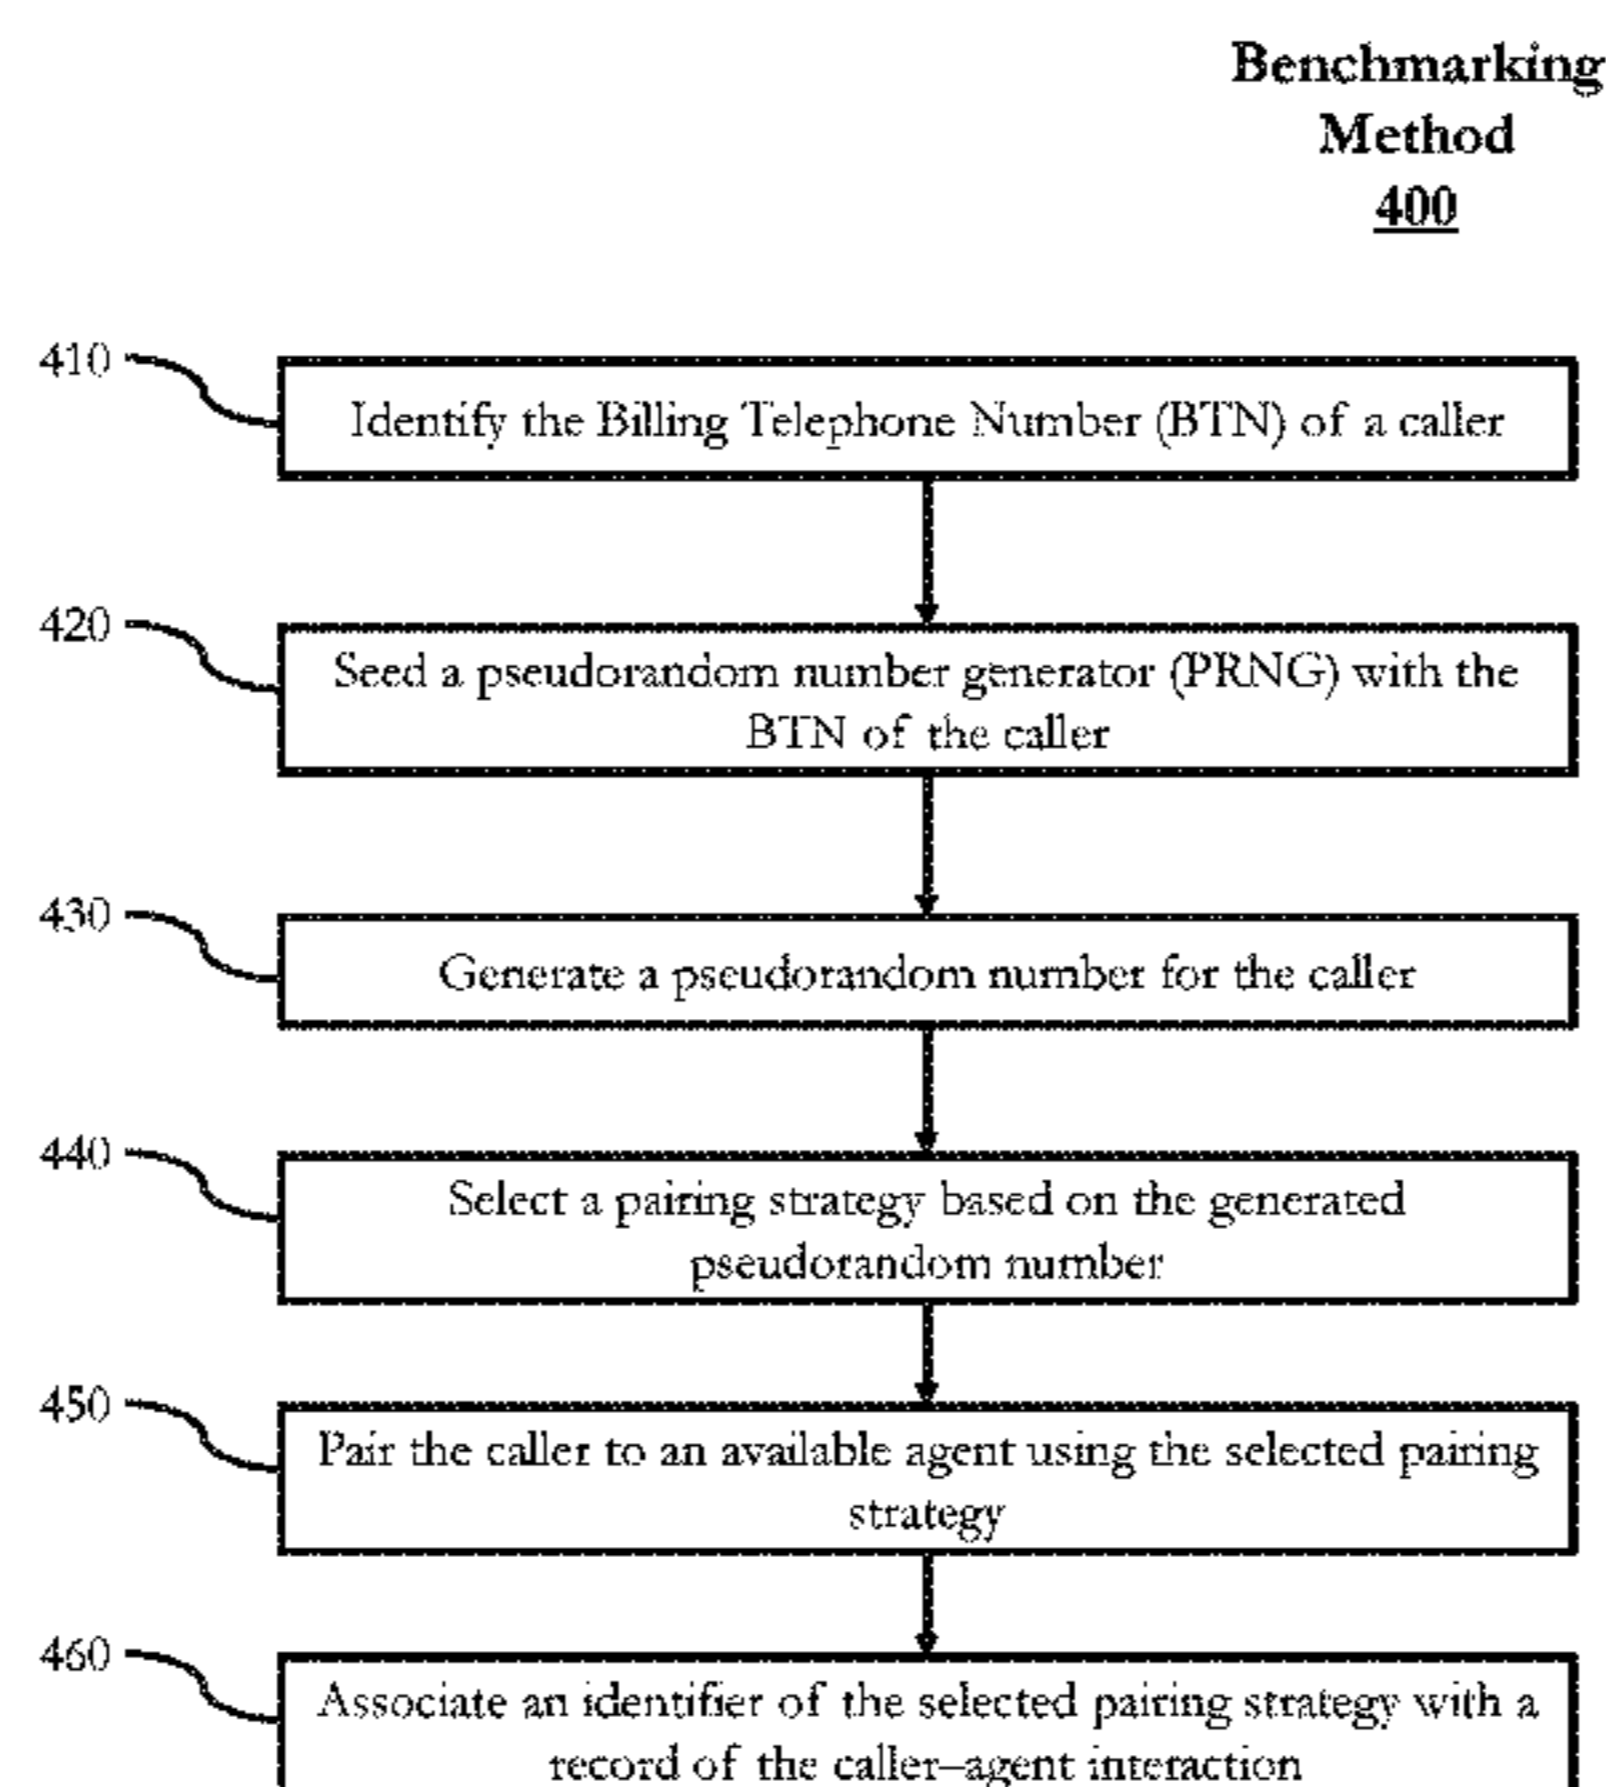 Benchmarking
Method
400
410
Identify the Billing Telephone Number (BTN) of a caller
420
Seed a pseudorandom number generator (PRNG) with the
BTN of the caller
430
Generate a pseudorandom number for the caller
440
Select a pairing strategy based on the generated
pseudorandom number
450
Pair the caller to an available agent using the selected pairing
strategy
460
Associate an identifier of the selected pairing strategy with a
record of the caller–agent interaction